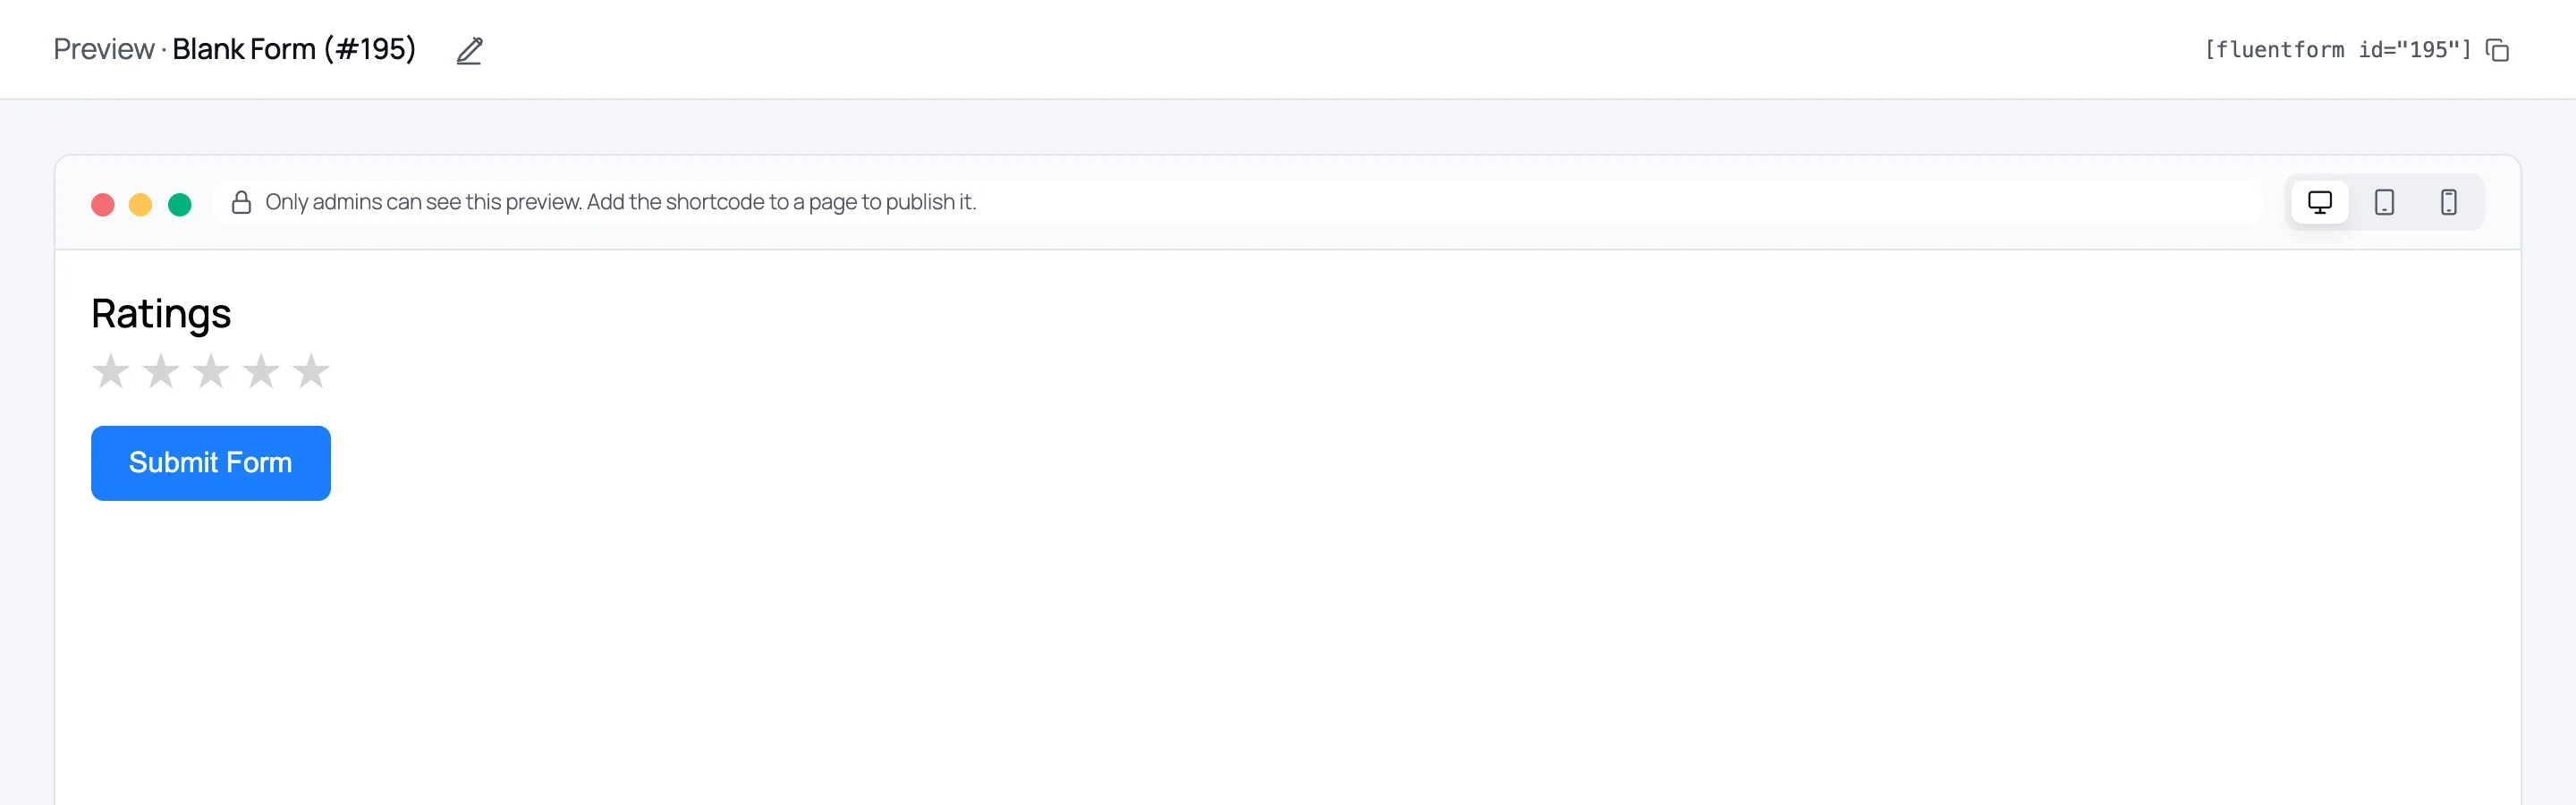 Preview · Blank Form (#195)
[fluentform id="195"]
Only admins can see this preview. Add the shortcode to a page to publish it.
Ratings
Submit Form